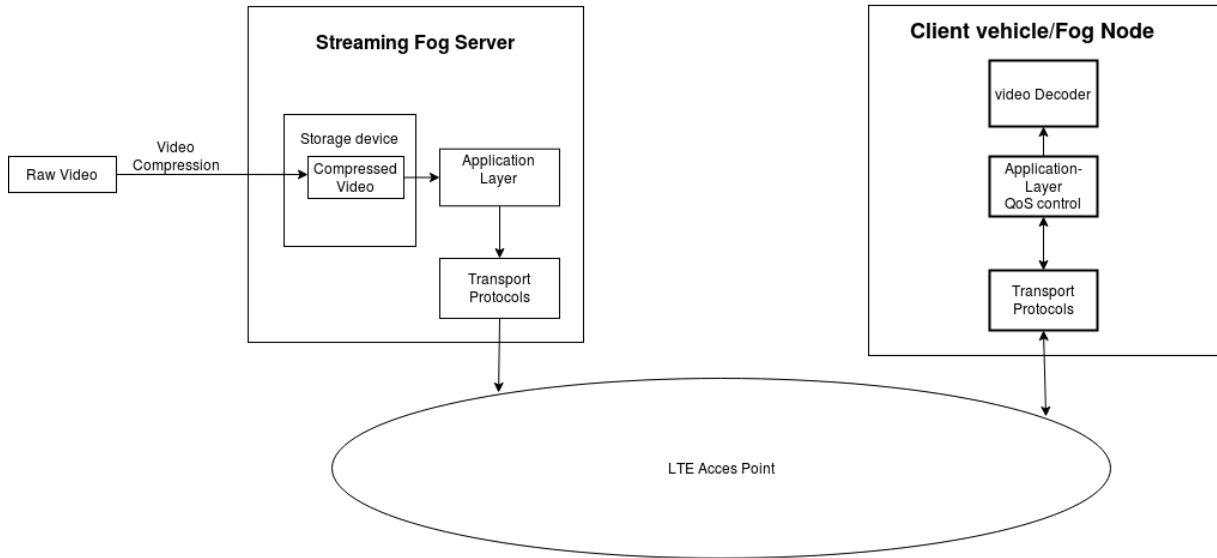 Streaming Fog Server
Client vehicle/Fog Node
video Decoder
Video
Compression
Raw Video
Storage device
Compressed
Video
Application
Layer
Transport
Protocols
Application-
Layer
QoS control
Transport
Protocols
LTE Acces Point